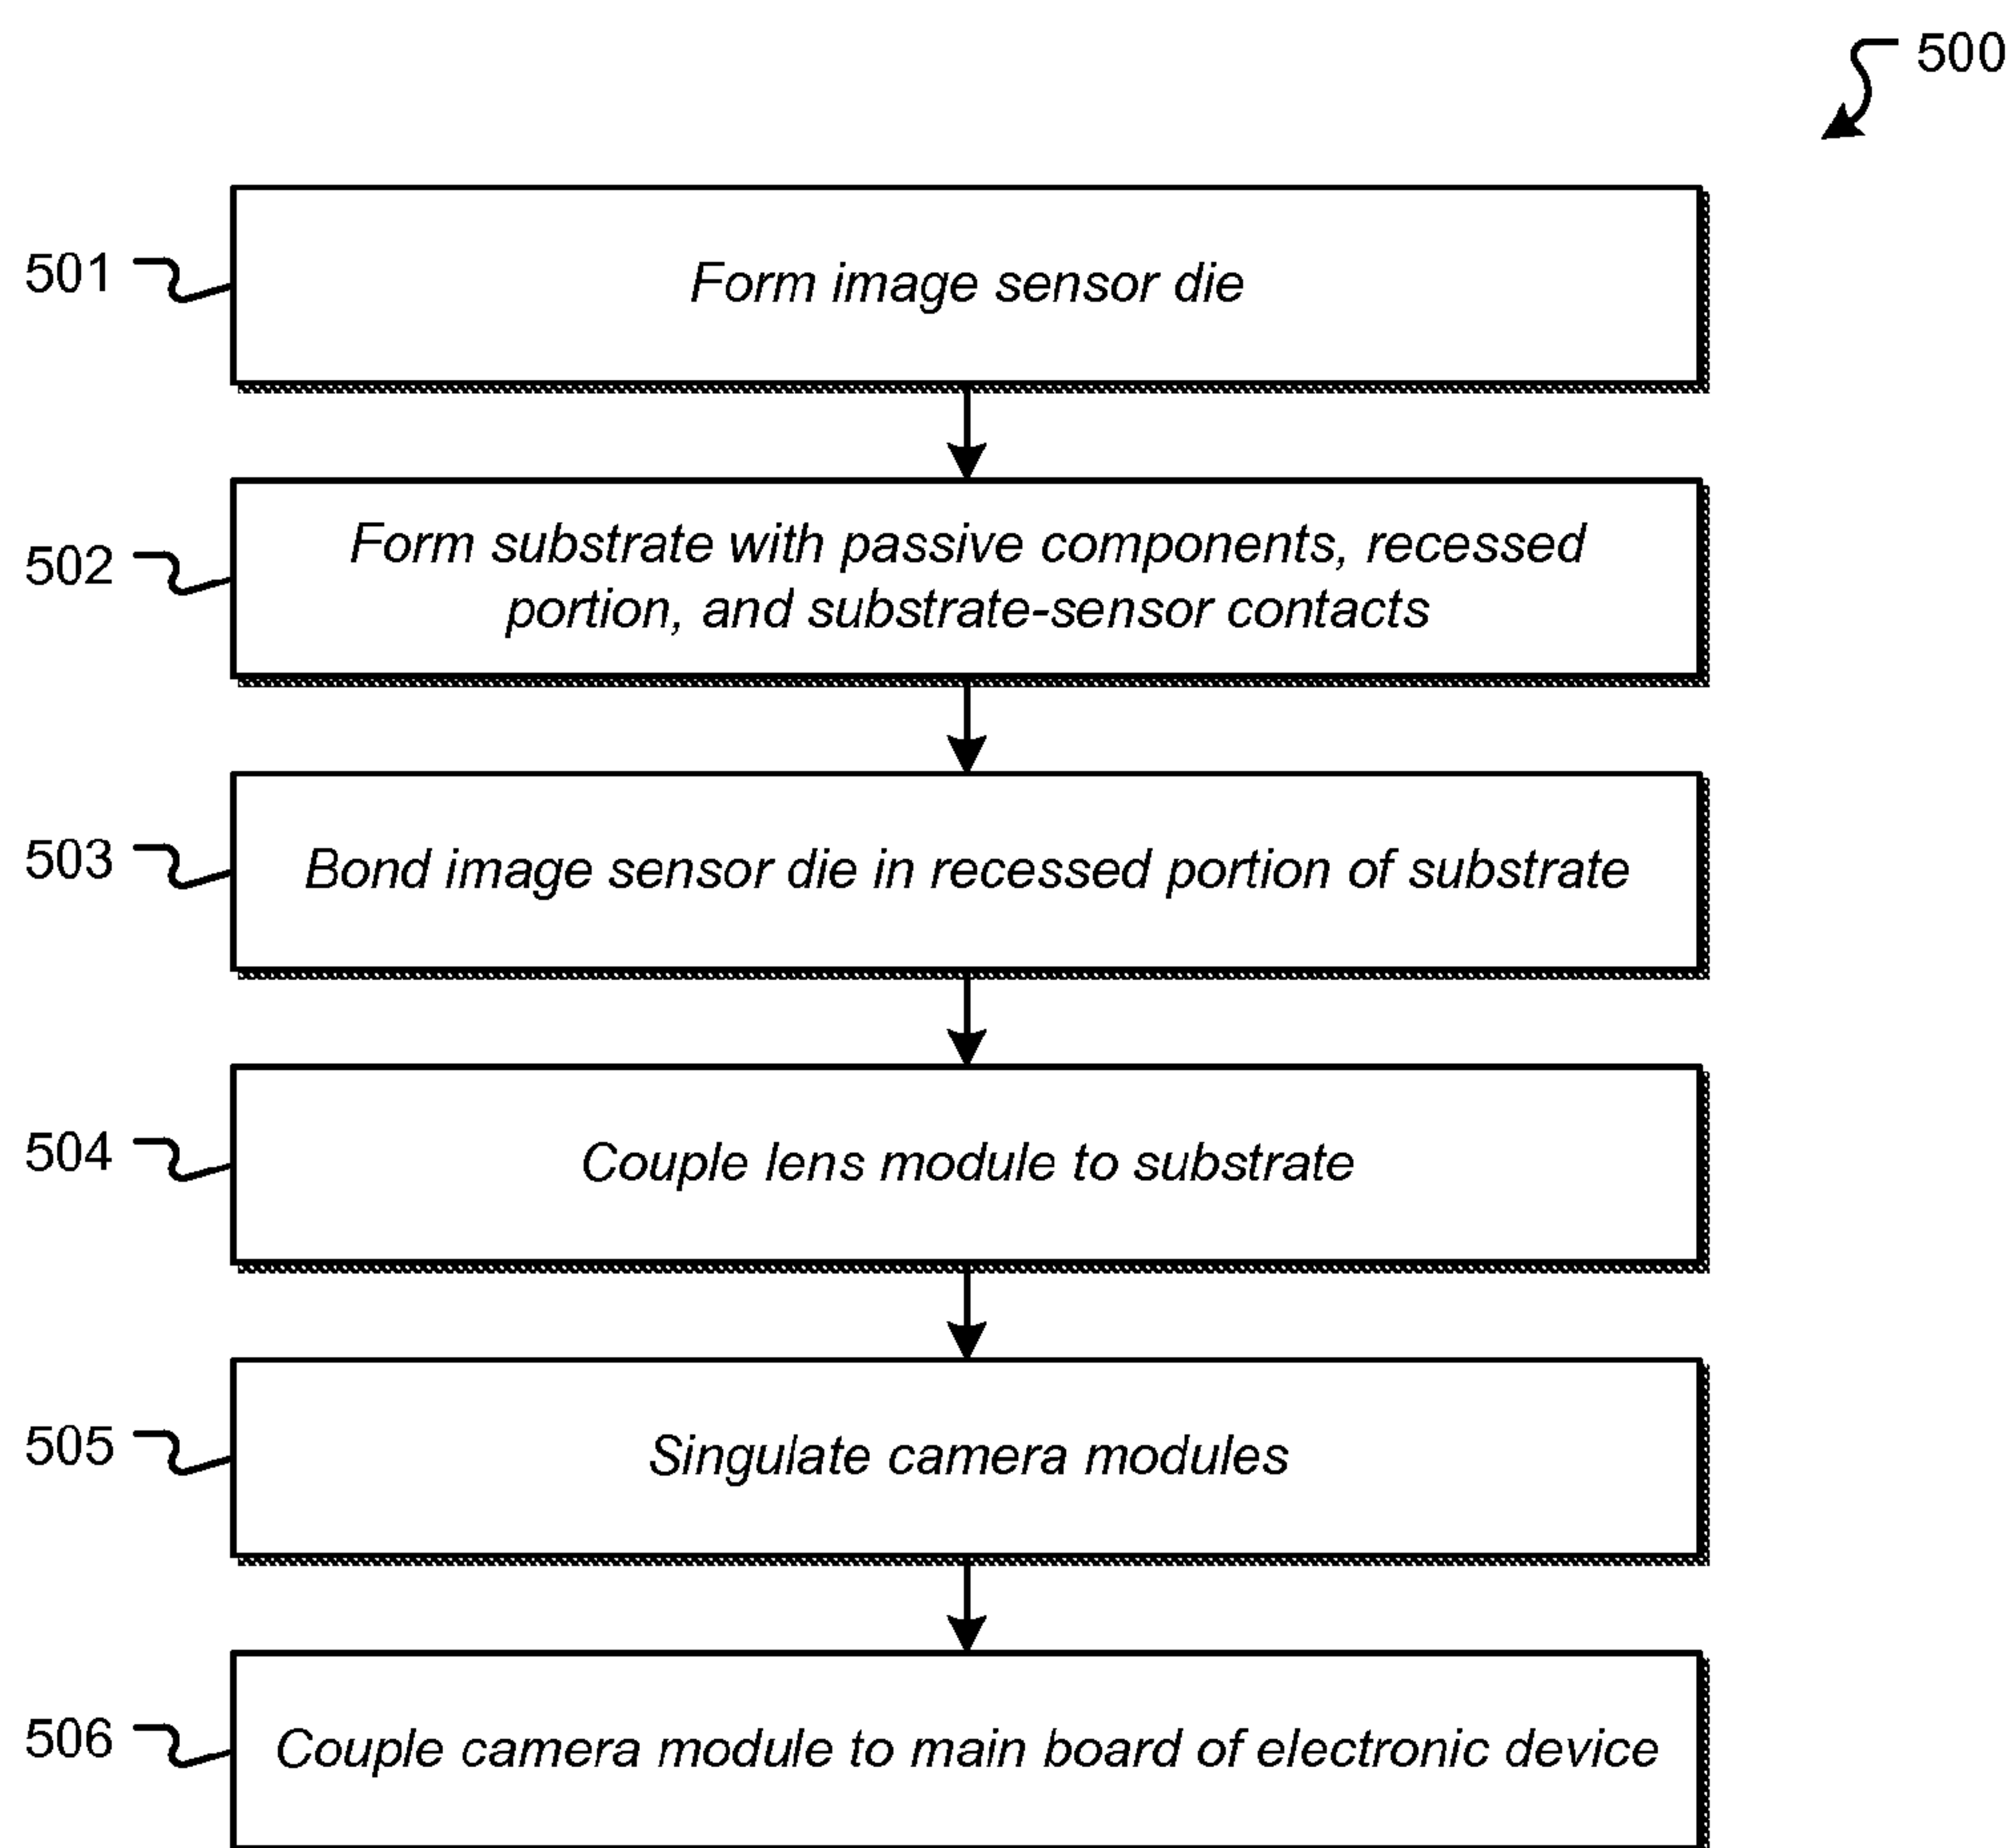 500
501
Form image sensor die
502
Form substrate with passive components, recessed
portion, and substrate-sensor contacts
503
Bond image sensor die in recessed portion of substrate
504
Couple lens module to substrate
505
Singulate camera modules
506
Couple camera module to main board of electronic device